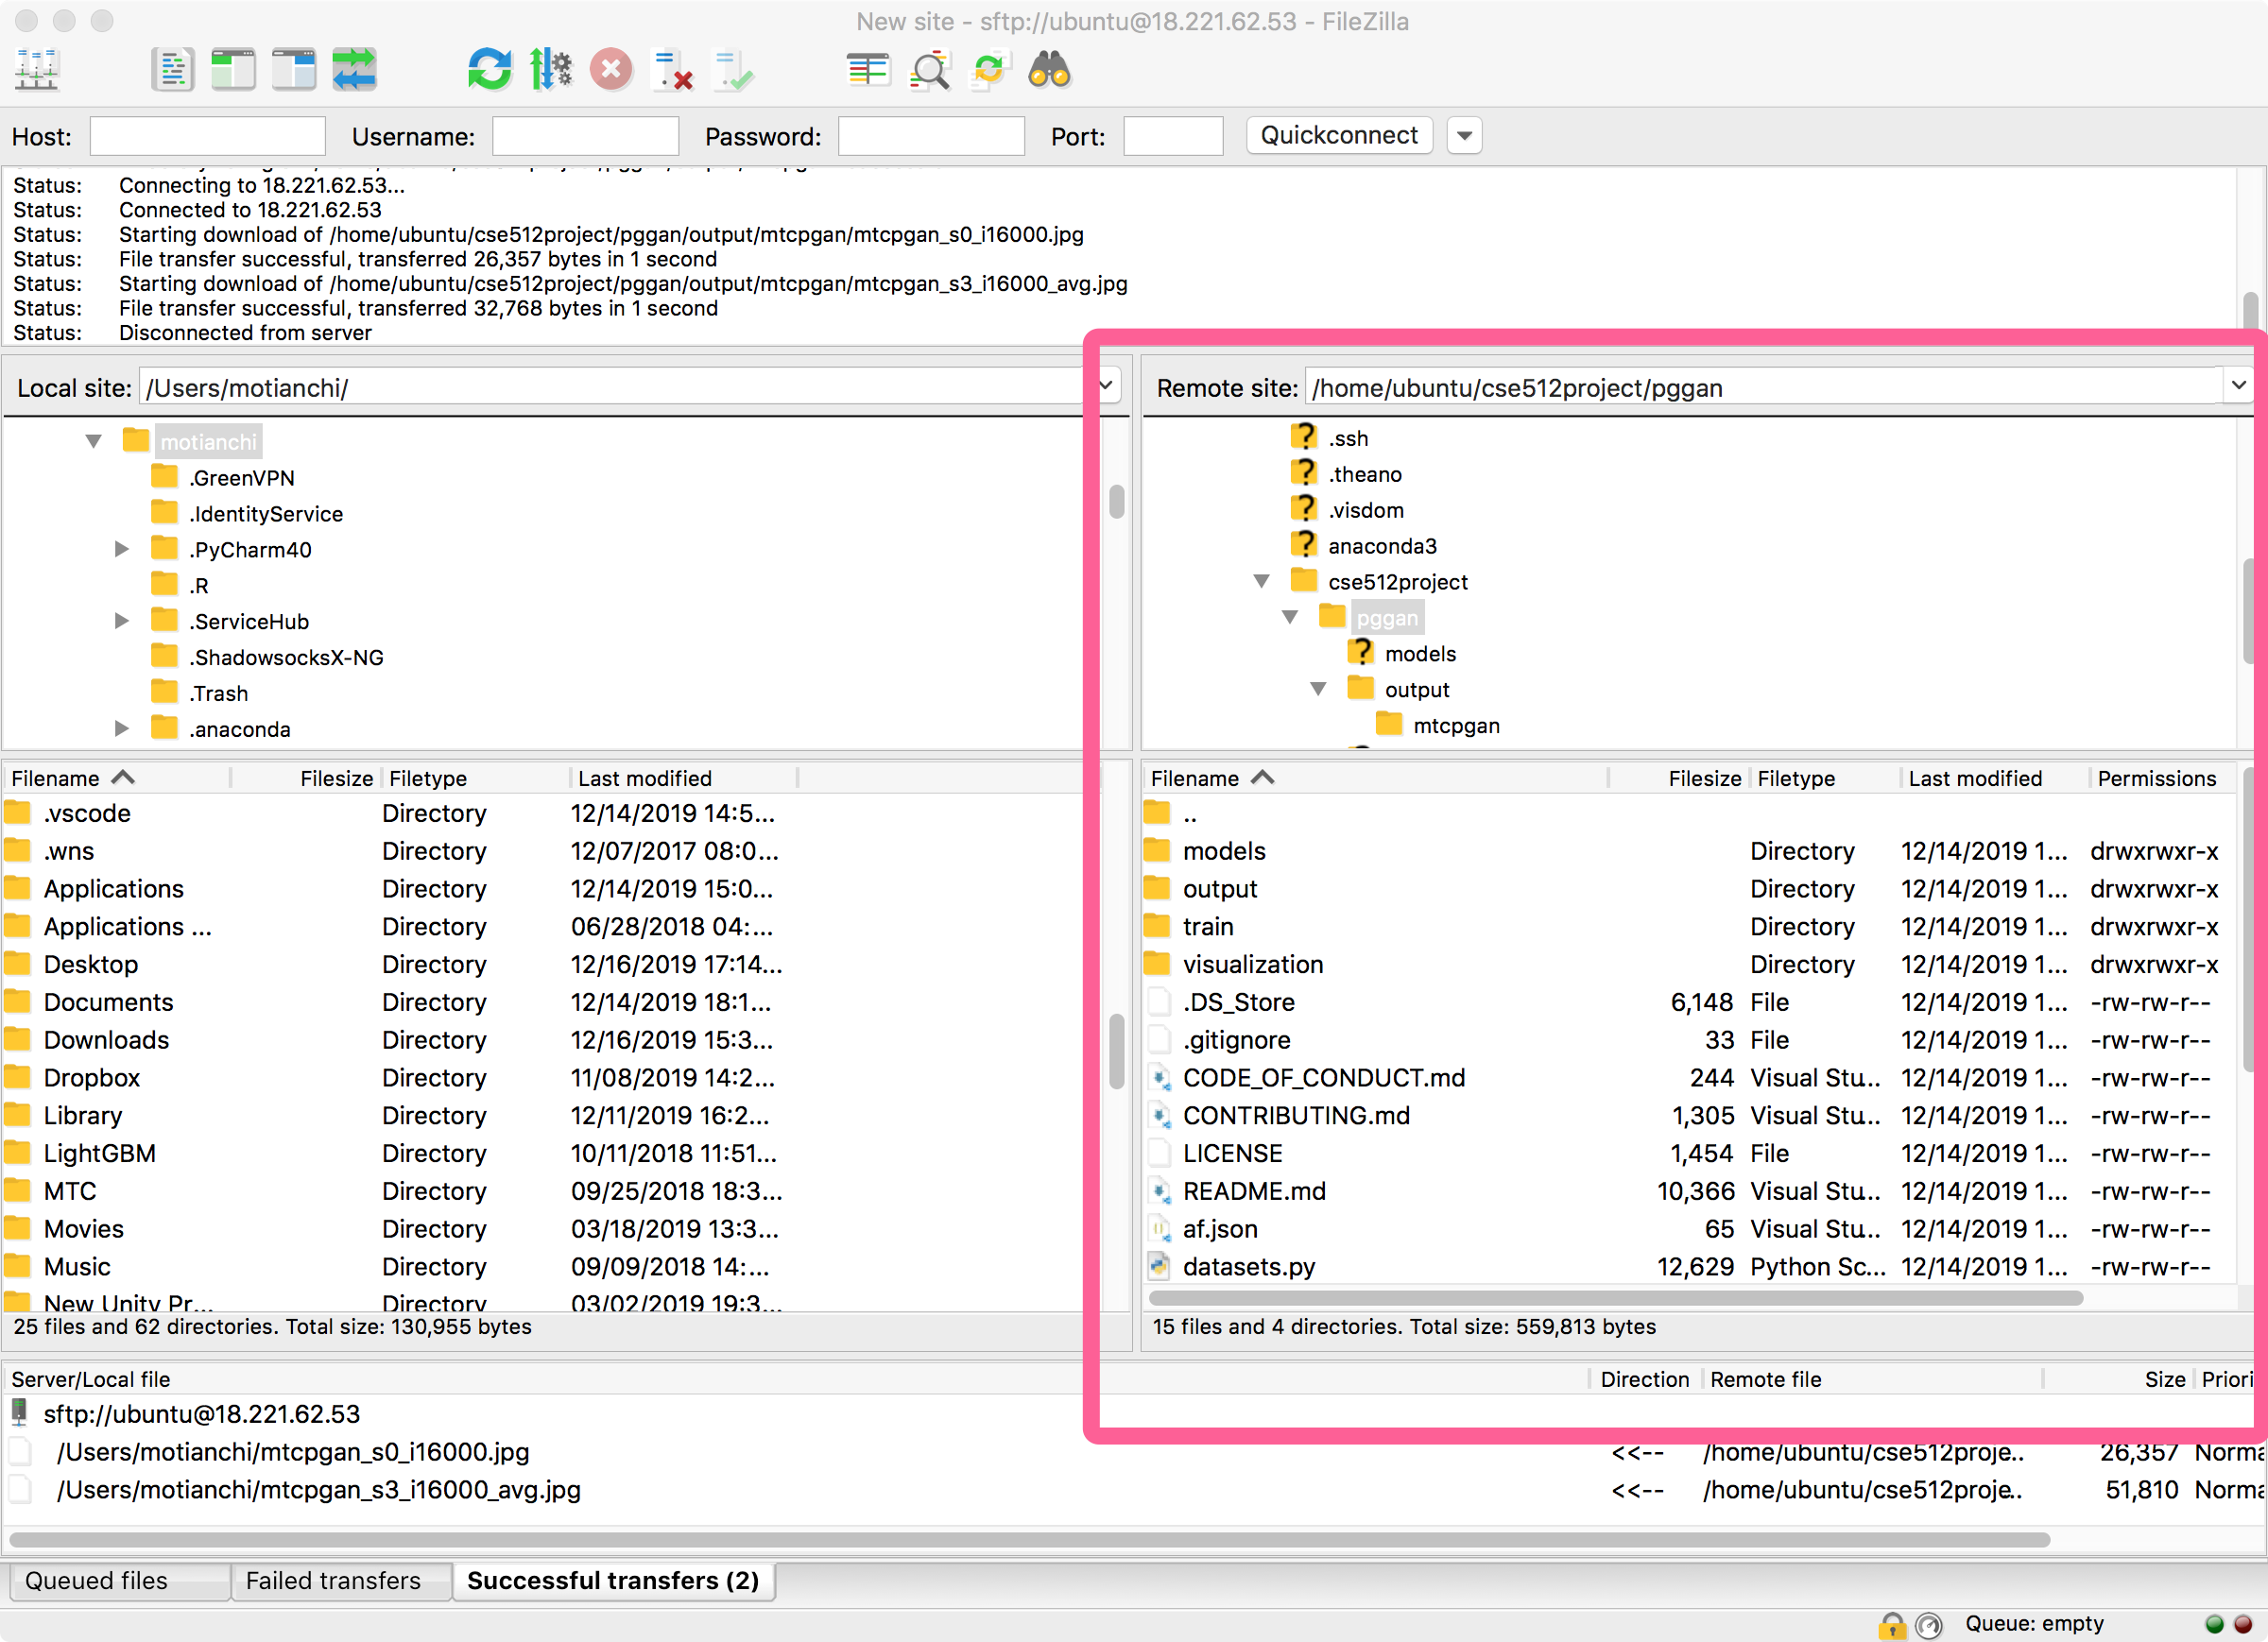 New site - sftp://ubuntu@18.221.62.53 - FileZilla
Host: Username: Password: Port: Quickconnect
Status: Connecting to 18.221.62.53...
Status: Connected to 18.221.62.53
Status: Starting download of /home/ubuntu/cse512project/pggan/output/mtcpgan/mtcpgan_s0_i16000.jpg
Status: File transfer successful, transferred 26,357 bytes in 1 second
Status: Starting download of /home/ubuntu/cse512project/pggan/output/mtcpgan/mtcpgan_s3_i16000_avg.jpg
Status: File transfer successful, transferred 32,768 bytes in 1 second
Status: Disconnected from server
Local site: /Users/motianchi/
motianchi
.GreenVPN
.IdentityService
.PyCharm40
.R
.ServiceHub
.ShadowsocksX-NG
.Trash
.anaconda
Filename Filesize Filetype Last modified
.vscode Directory 12/14/2019 14:5...
.wns Directory 12/07/2017 08:0...
Applications Directory 12/14/2019 15:0...
Applications ... Directory 06/28/2018 04:...
Desktop Directory 12/16/2019 17:14...
Documents Directory 12/14/2019 18:1...
Downloads Directory 12/16/2019 15:3...
Dropbox Directory 11/08/2019 14:2...
Library Directory 12/11/2019 16:2...
LightGBM Directory 10/11/2018 11:51...
MTC Directory 09/25/2018 18:3...
Movies Directory 03/18/2019 13:3...
Music Directory 09/09/2018 14:...
New Unity Pr... Directory 03/02/2019 19:3...
25 files and 62 directories. Total size: 130,955 bytes
Remote site: /home/ubuntu/cse512project/pggan
.ssh
.theano
.visdom
anaconda3
cse512project
pggan
models
output
mtcpgan
Filename Filesize Filetype Last modified Permissions
..
models Directory 12/14/2019 1... drwxrwxr-x
output Directory 12/14/2019 1... drwxrwxr-x
train Directory 12/14/2019 1... drwxrwxr-x
visualization Directory 12/14/2019 1... drwxrwxr-x
.DS_Store 6,148 File 12/14/2019 1... -rw-rw-r--
.gitignore 33 File 12/14/2019 1... -rw-rw-r--
CODE_OF_CONDUCT.md 244 Visual Stu... 12/14/2019 1... -rw-rw-r--
CONTRIBUTING.md 1,305 Visual Stu... 12/14/2019 1... -rw-rw-r--
LICENSE 1,454 File 12/14/2019 1... -rw-rw-r--
README.md 10,366 Visual Stu... 12/14/2019 1... -rw-rw-r--
af.json 65 Visual Stu... 12/14/2019 1... -rw-rw-r--
datasets.py 12,629 Python Sc... 12/14/2019 1... -rw-rw-r--
15 files and 4 directories. Total size: 559,813 bytes
Server/Local file Direction Remote file Size Priori
sftp://ubuntu@18.221.62.53
/Users/motianchi/mtcpgan_s0_i16000.jpg <<-- /home/ubuntu/cse512proje... 26,357 Norma
/Users/motianchi/mtcpgan_s3_i16000_avg.jpg <<-- /home/ubuntu/cse512proje... 51,810 Norma
Queued files Failed transfers Successful transfers (2)
Queue: empty